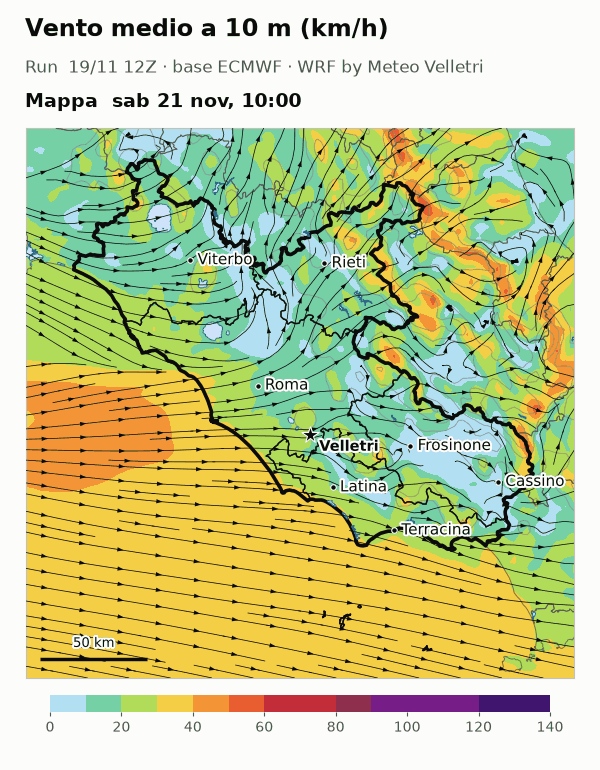 Vento medio a 10 m (km/h)
Run 19/11 12Z · base ECMWF · WRF by Meteo Velletri
Mappa sab 21 nov, 10:00
Viterbo
Rieti
Roma
Velletri
Frosinone
Latina
Cassino
Terracina
50 km
0 20 40 60 80 100 120 140